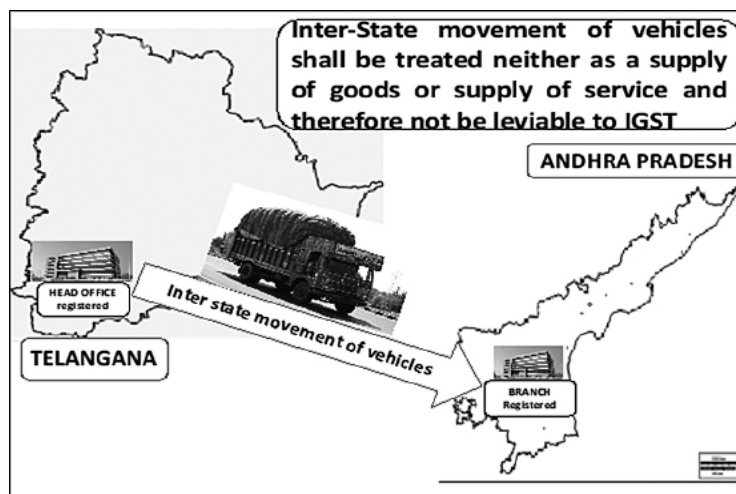 Inter-State movement of vehicles
shall be treated neither as a supply
of goods or supply of service and
therefore not be leviable to IGST
ANDHRA PRADESH
HEAD OFFICE
registered
Inter state movement of vehicles
TELANGANA
BRANCH
Registered